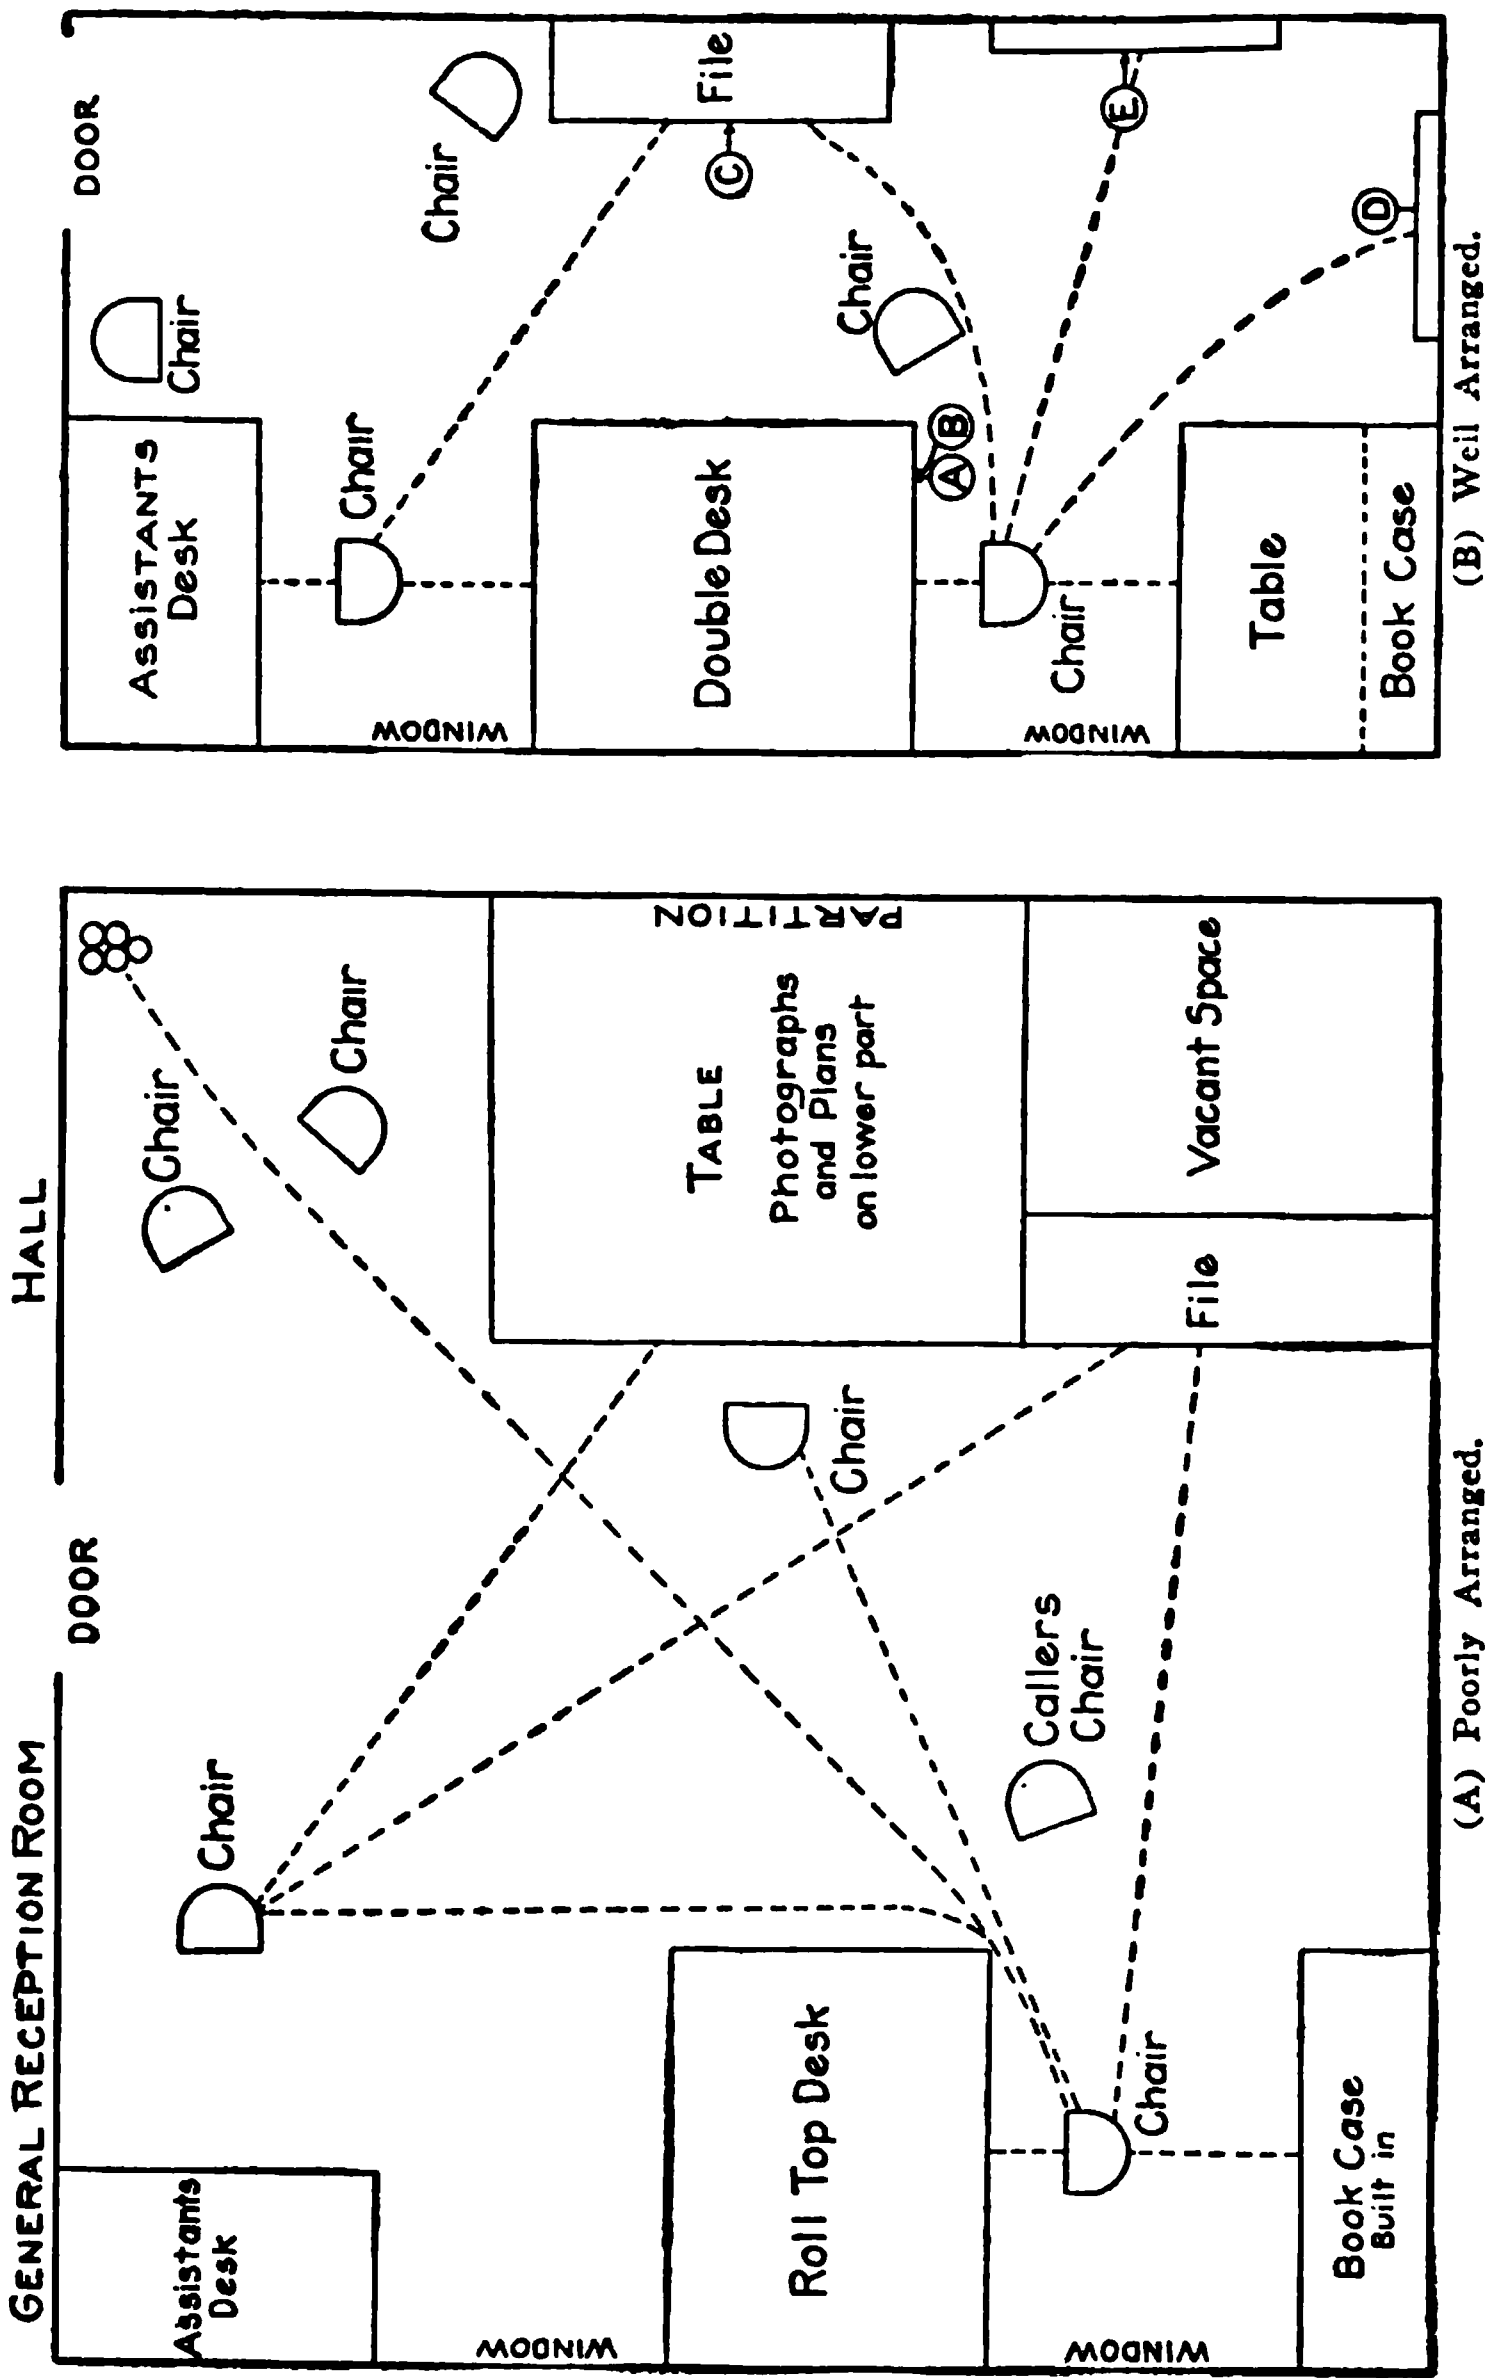 GENERAL RECEPTION ROOM
HALL
DOOR
Assistants
Desk
Chair
Chair
Chair
WINDOW
Roll Top Desk
TABLE
Photographs
and Plans
on lower part
PARTITION
Chair
Callers
Chair
WINDOW
Chair
File
Vacant Space
Book Case
Built in
(A) Poorly Arranged.
DOOR
ASSISTANTS
Desk
Chair
Chair
Chair
WINDOW
Double Desk
File
C
A
B
Chair
WINDOW
Chair
E
D
Table
Book Case
(B) Well Arranged.